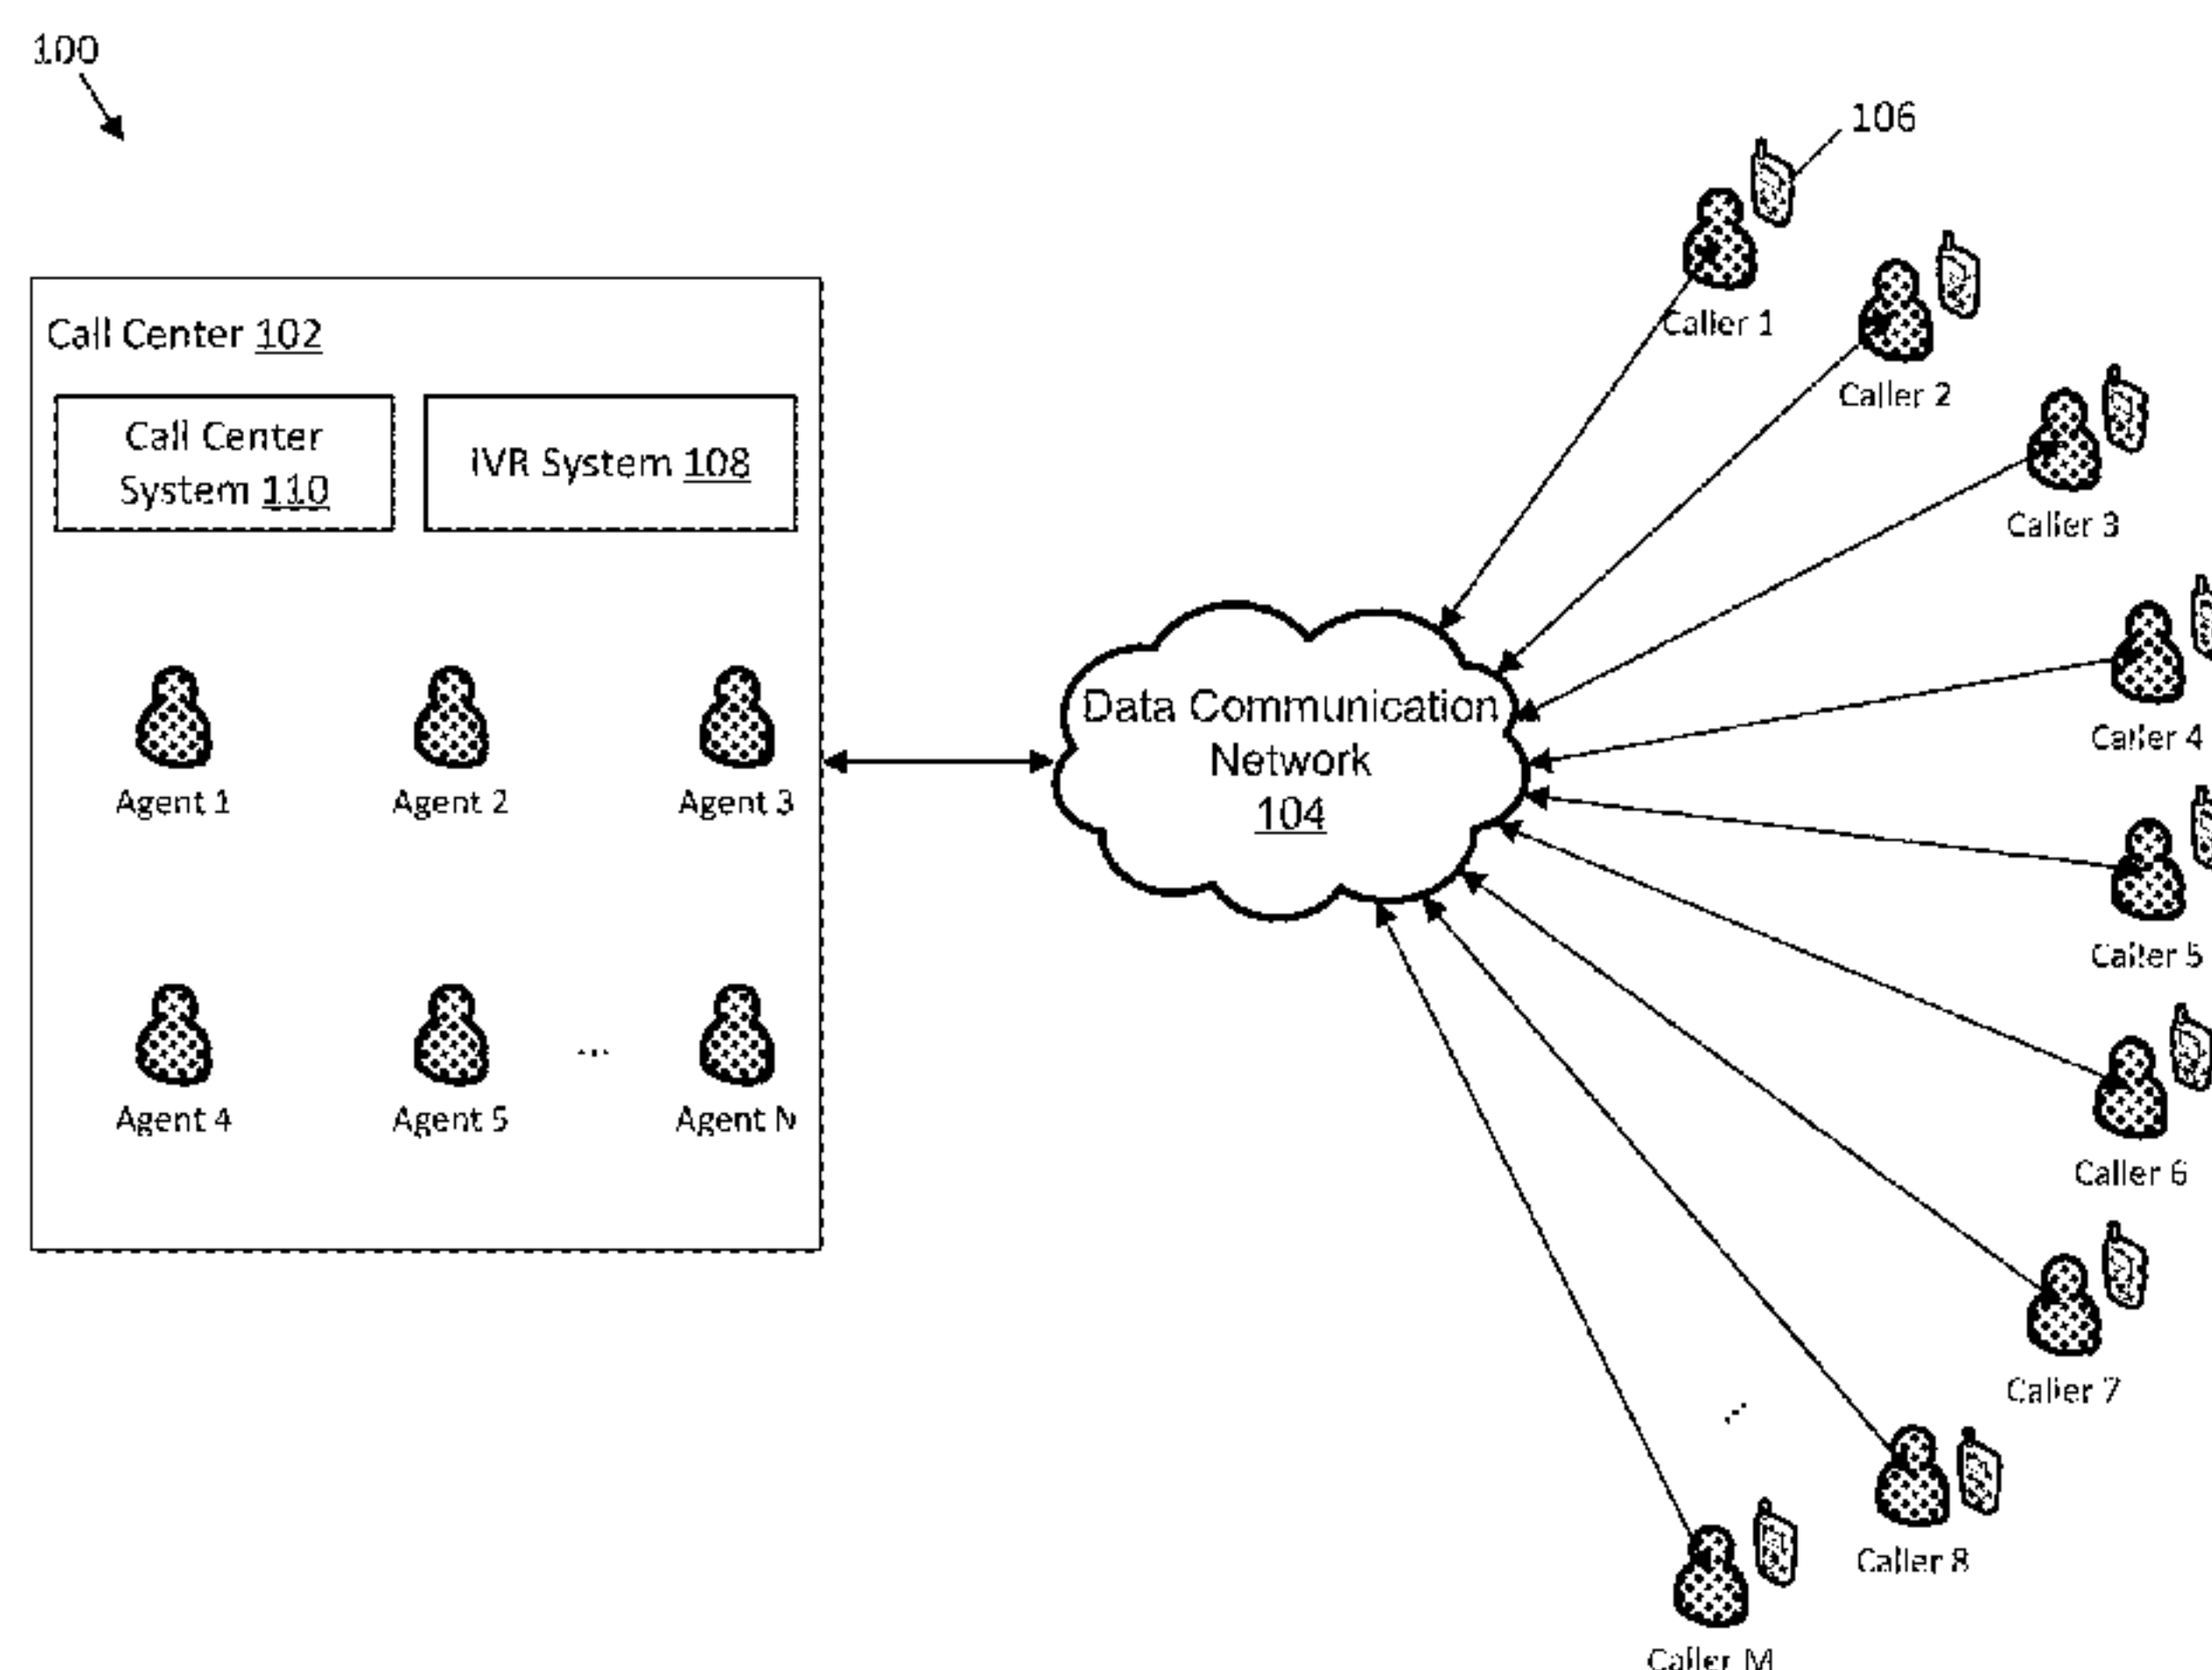 100
106
Call Center 102
Call Center
System 110
IVR System 108
Agent 1
Agent 2
Agent 3
Agent 4
Agent 5
...
Agent N
Data Communication
Network
104
Caller 1
Caller 2
Caller 3
Caller 4
Caller 5
Caller 6
Caller 7
Caller 8
...
Caller M